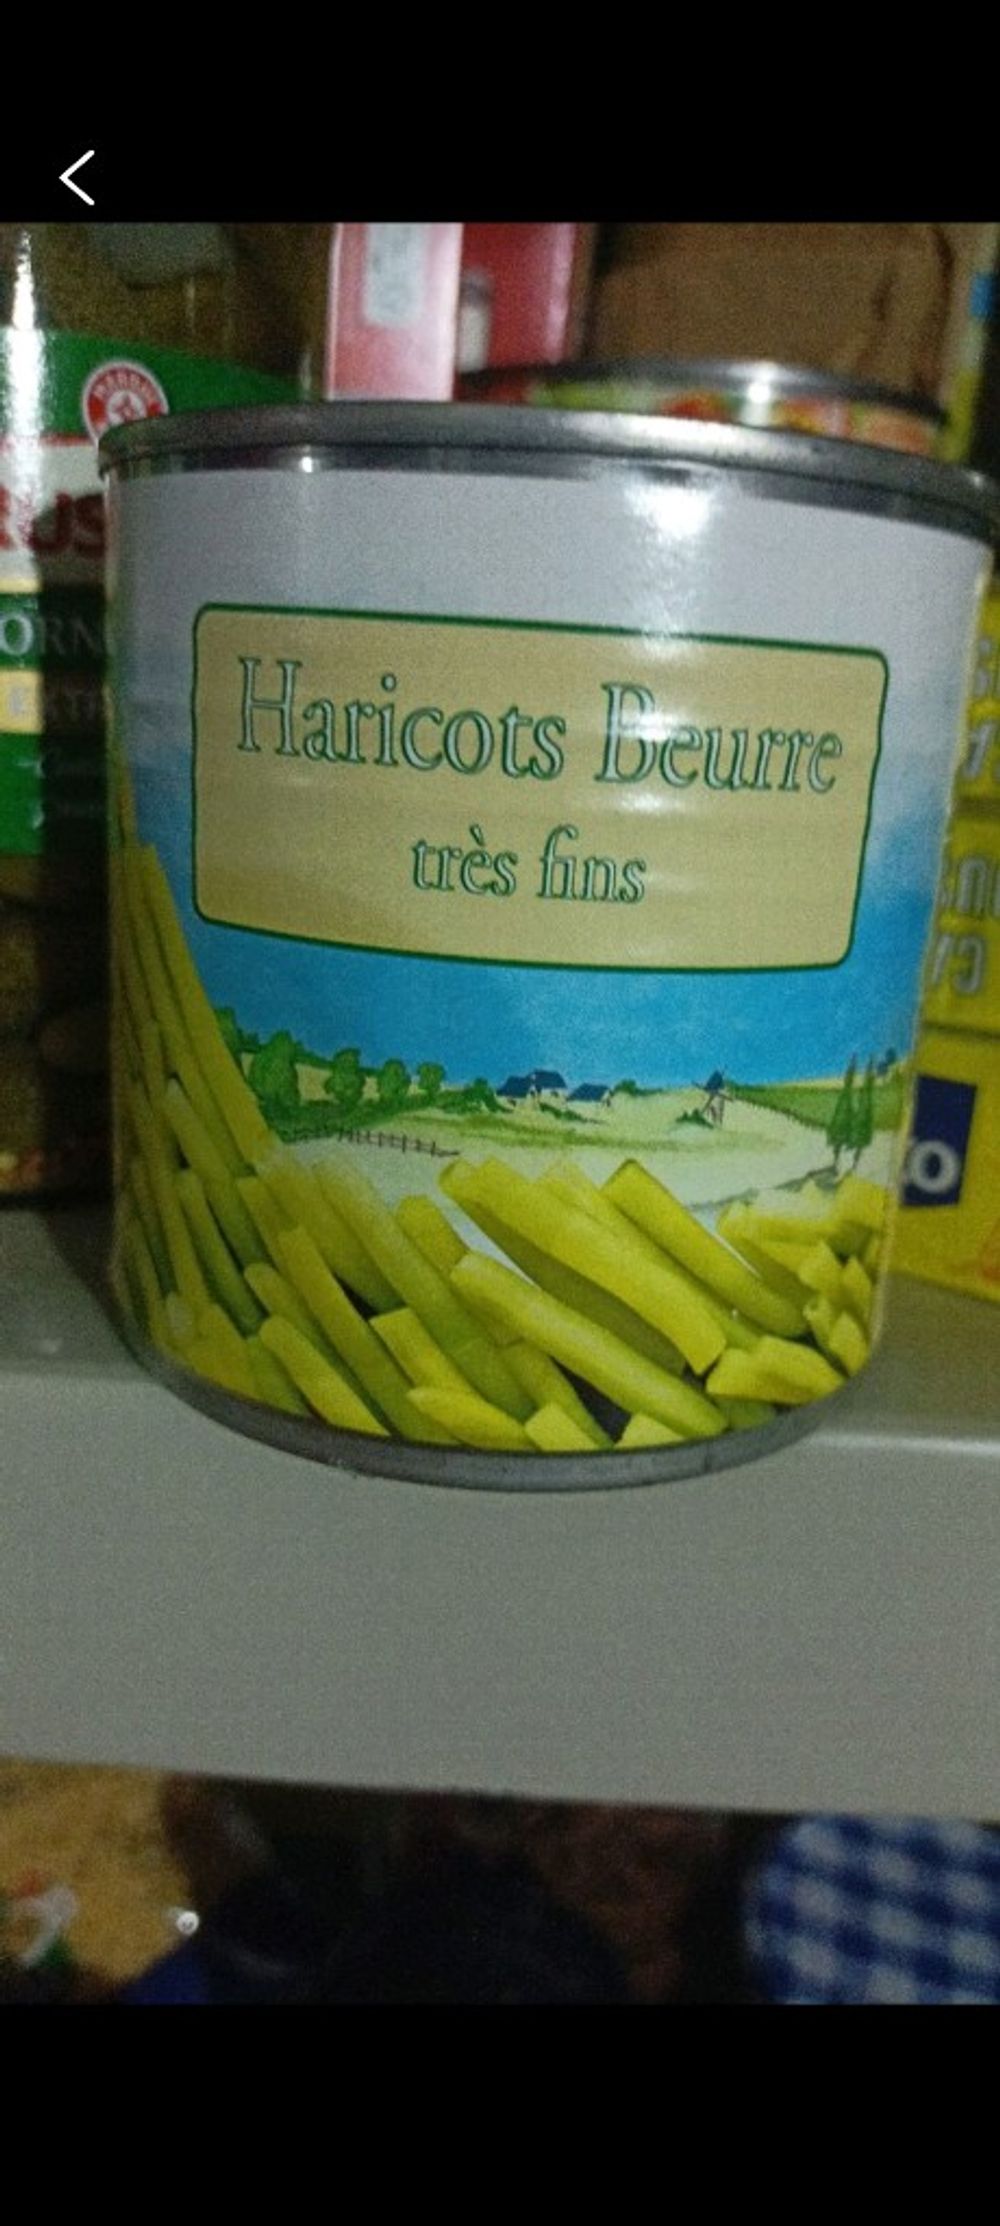 Haricots Beurre
très fins